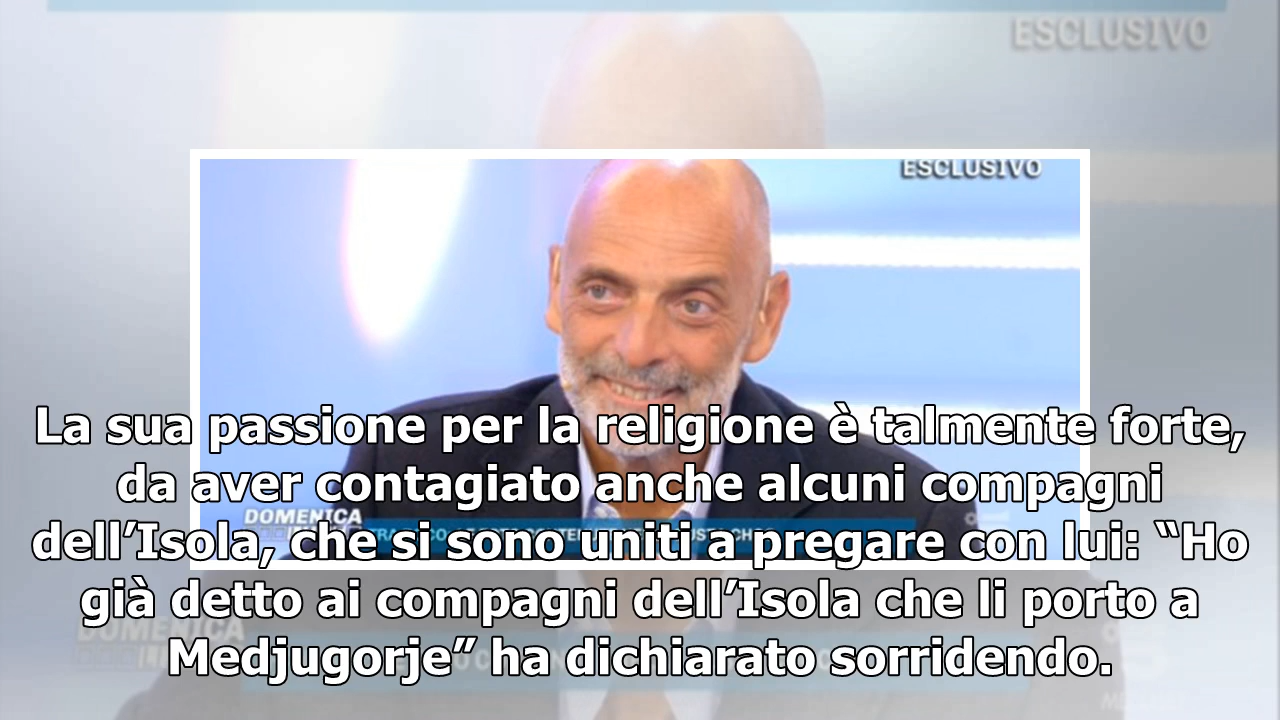 ESCLUSIVO
ESCLUSIVO
La sua passione per la religione è talmente forte,
da aver contagiato anche alcuni compagni
dell’Isola, che si sono uniti a pregare con lui: “Ho
già detto ai compagni dell’Isola che li porto a
Medjugorje” ha dichiarato sorridendo.
DOMENICA
DOMENICA